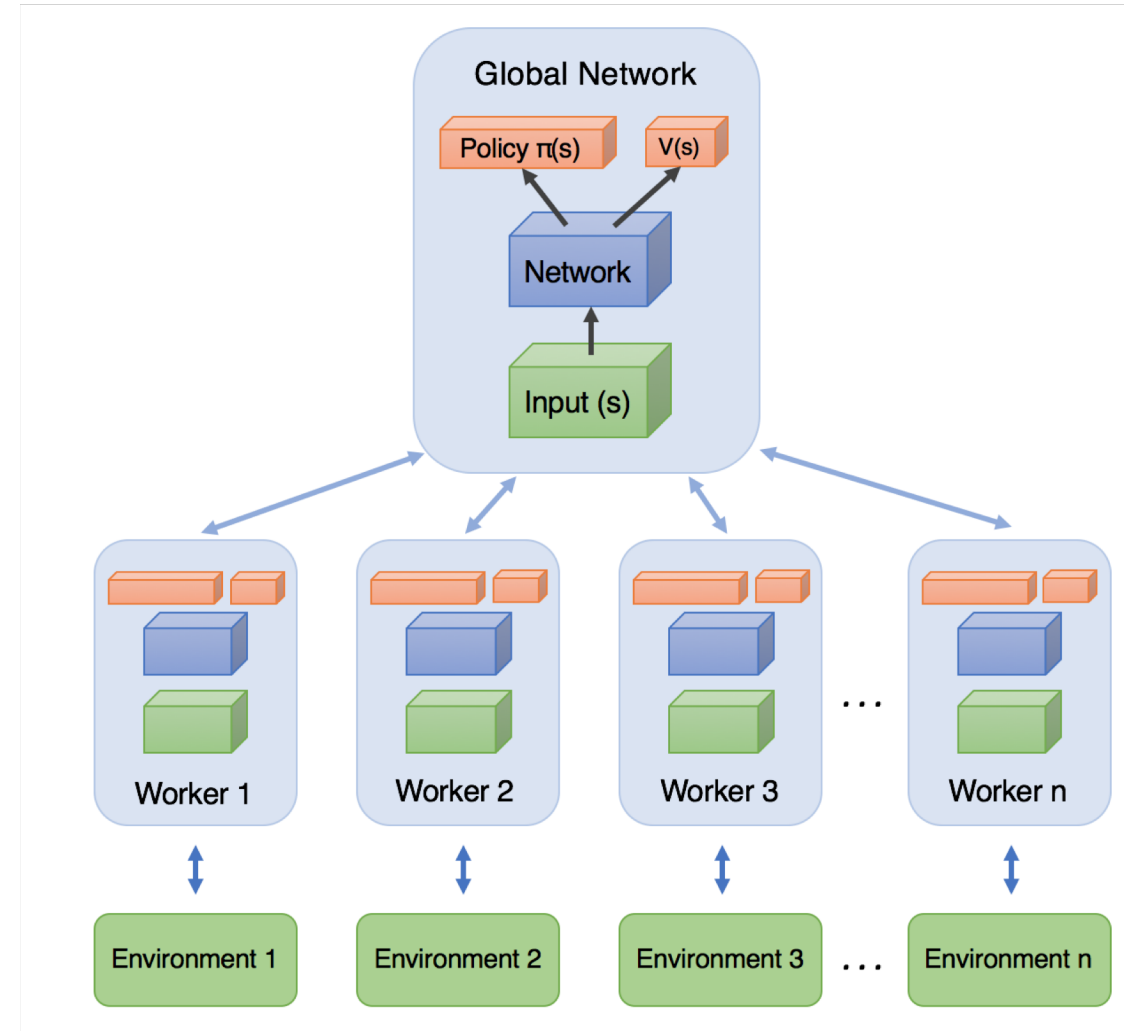 Global Network
Policy π(s)
V(s)
Network
Input (s)
Worker 1
Worker 2
Worker 3
...
Worker n
Environment 1
Environment 2
Environment 3
...
Environment n